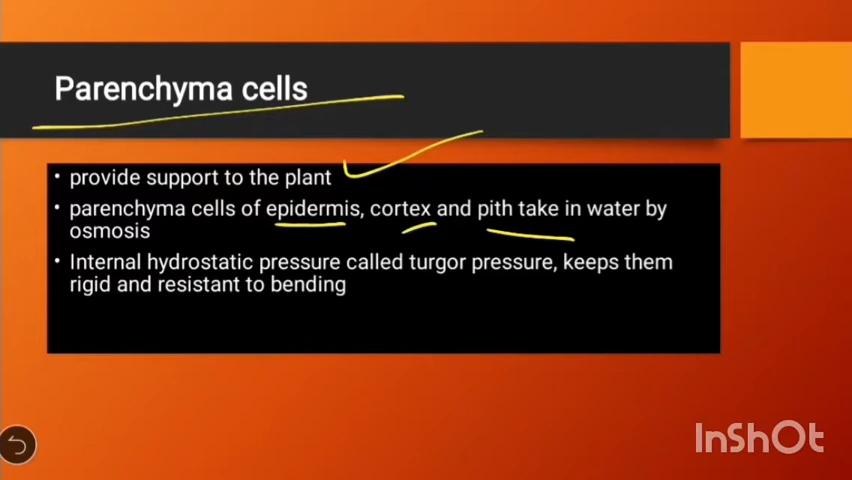 Parenchyma cells
• provide support to the plant
• parenchyma cells of epidermis, cortex and pith take in water by
osmosis
• Internal hydrostatic pressure called turgor pressure, keeps them
rigid and resistant to bending
InShOt